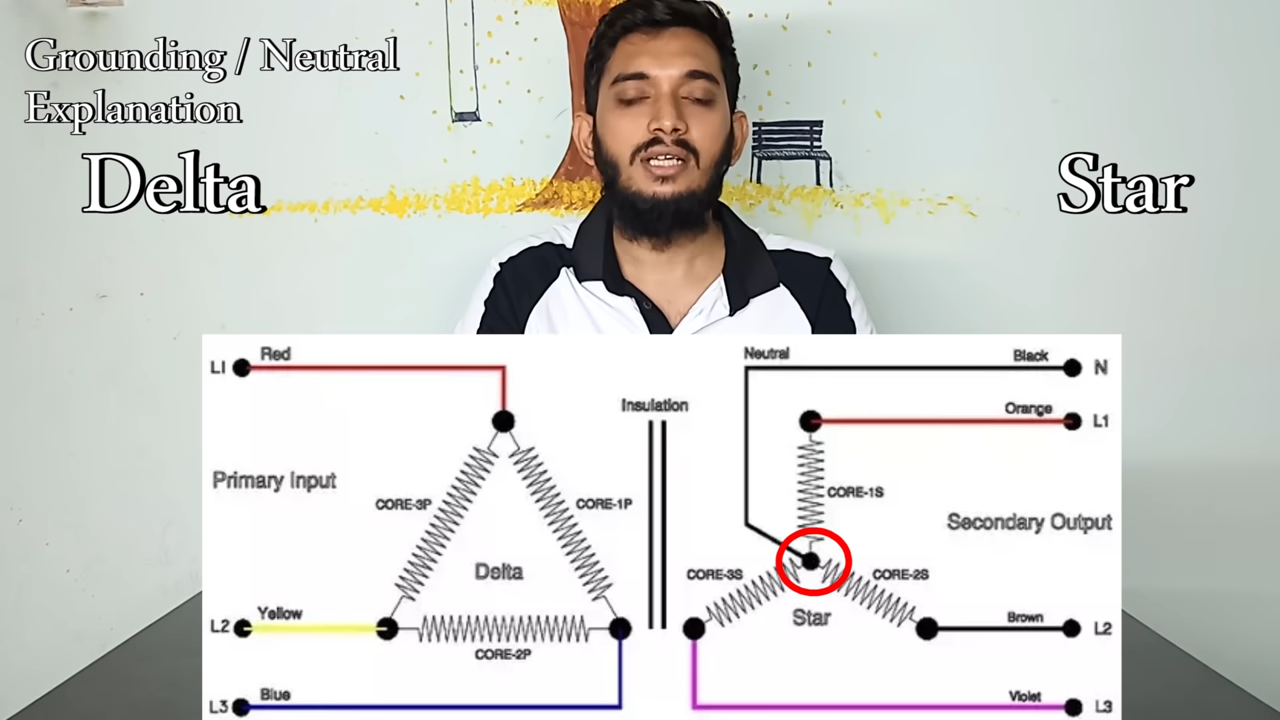 Grounding / Neutral
Explanation
Delta
Star
L1
Red
Neutral
Black
N
Insulation
Orange
L1
Primary Input
CORE-3P
CORE-1P
CORE-1S
Secondary Output
Delta
CORE-3S
CORE-2S
Star
L2
Yellow
CORE-2P
Brown
L2
L3
Blue
Violet
L3